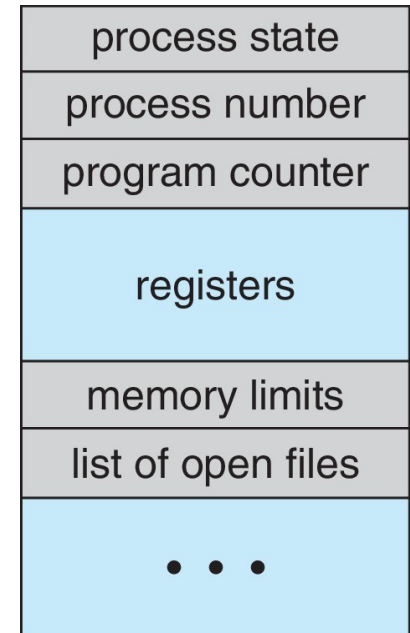 process state
process number
program counter
registers
memory limits
list of open files
• • •